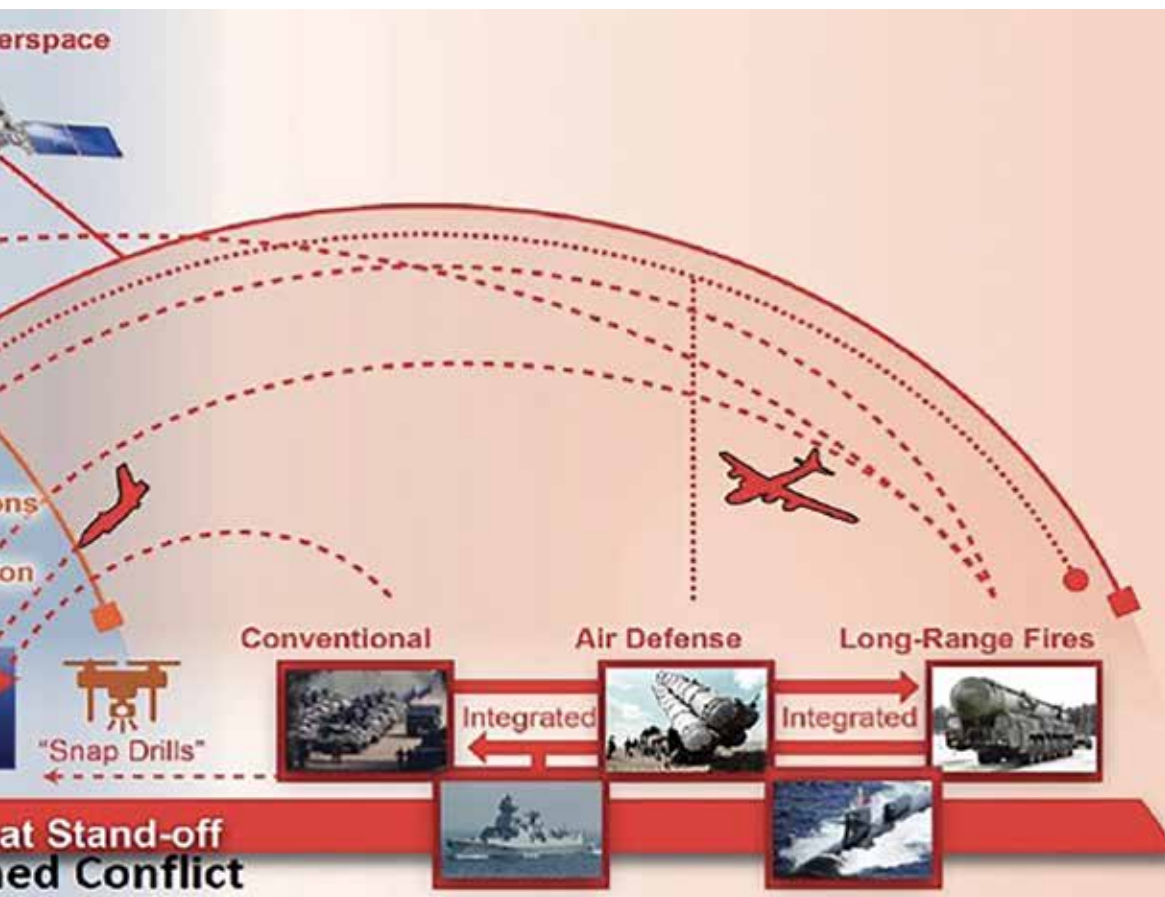 erspace
ons
on
Conventional
Air Defense
Long-Range Fires
Integrated
Integrated
"Snap Drills"
at Stand-off
ned Conflict